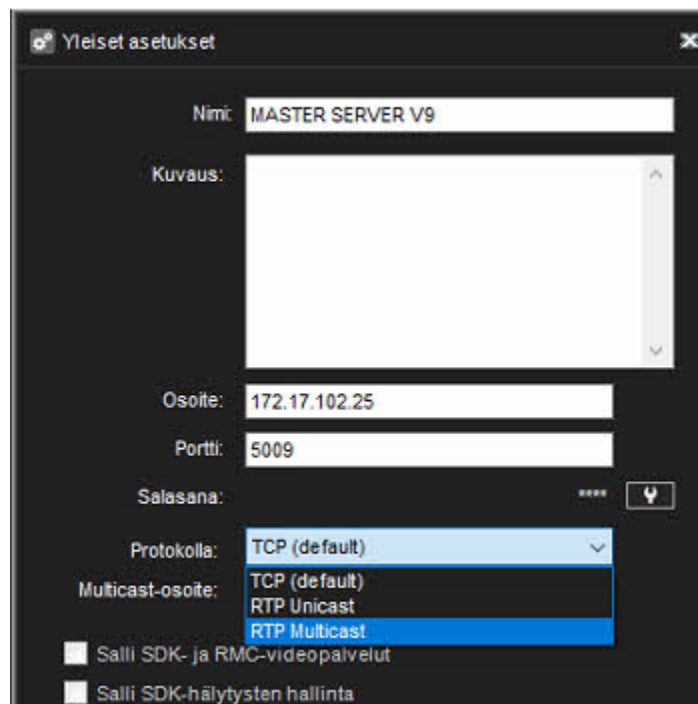 Yleiset asetukset
Nimi: MASTER SERVER V9
Kuvaus:
Osoite: 172.17.102.25
Portti: 5009
Salasana: ****
Protokolla: TCP (default)
TCP (default)
Multicast-osoite:
RTP Unicast
RTP Multicast
Salli SDK- ja RMC-videopalvelut
Salli SDK-hälytysten hallinta